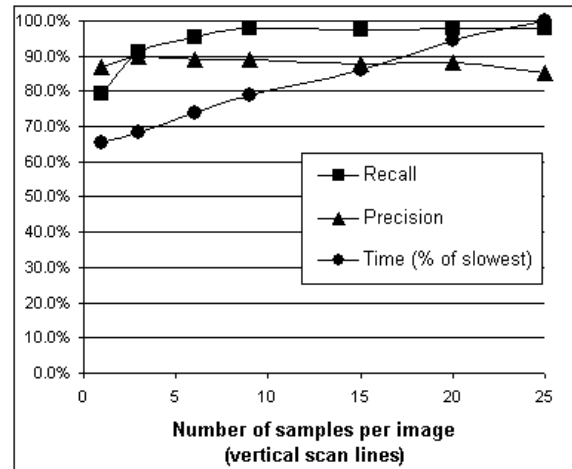 100.0%
90.0%
80.0%
70.0%
60.0%
50.0%
40.0%
30.0%
20.0%
10.0%
0.0%
Recall
Precision
Time (% of slowest)
0 5 10 15 20 25
Number of samples per image
(vertical scan lines)